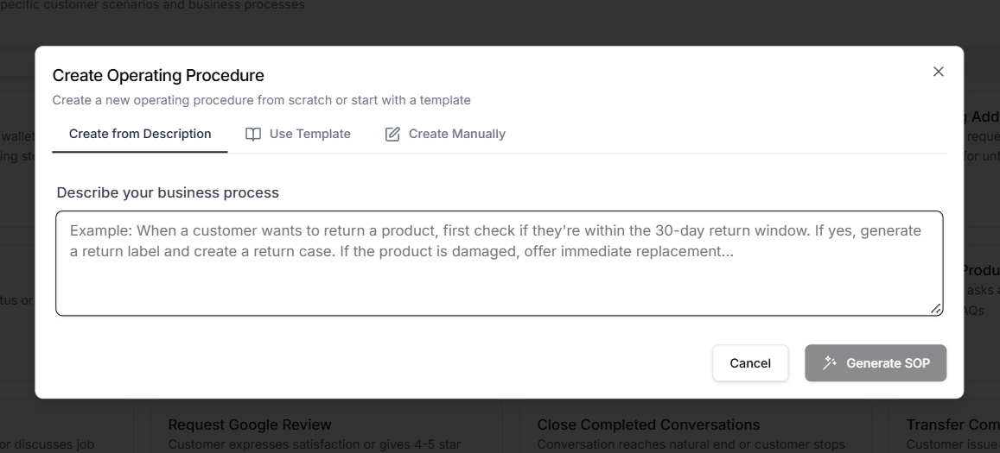 pecific customer scenarios and business processes
Create Operating Procedure
Create a new operating procedure from scratch or start with a template
Create from Description
Use Template
Create Manually
Describe your business process
Example: When a customer wants to return a product, first check if they're within the 30-day return window. If yes, generate
a return label and create a return case. If the product is damaged, offer immediate replacement...
Cancel
Generate SOP
wallet
ing st
tus or
g Add
reque
for unf
Produ
asks a
AQs
Request Google Review
Close Completed Conversations
Transfer Com
or discusses job
Customer expresses satisfaction or gives 4-5 star
Conversation reaches natural end or customer stops
Customer issue